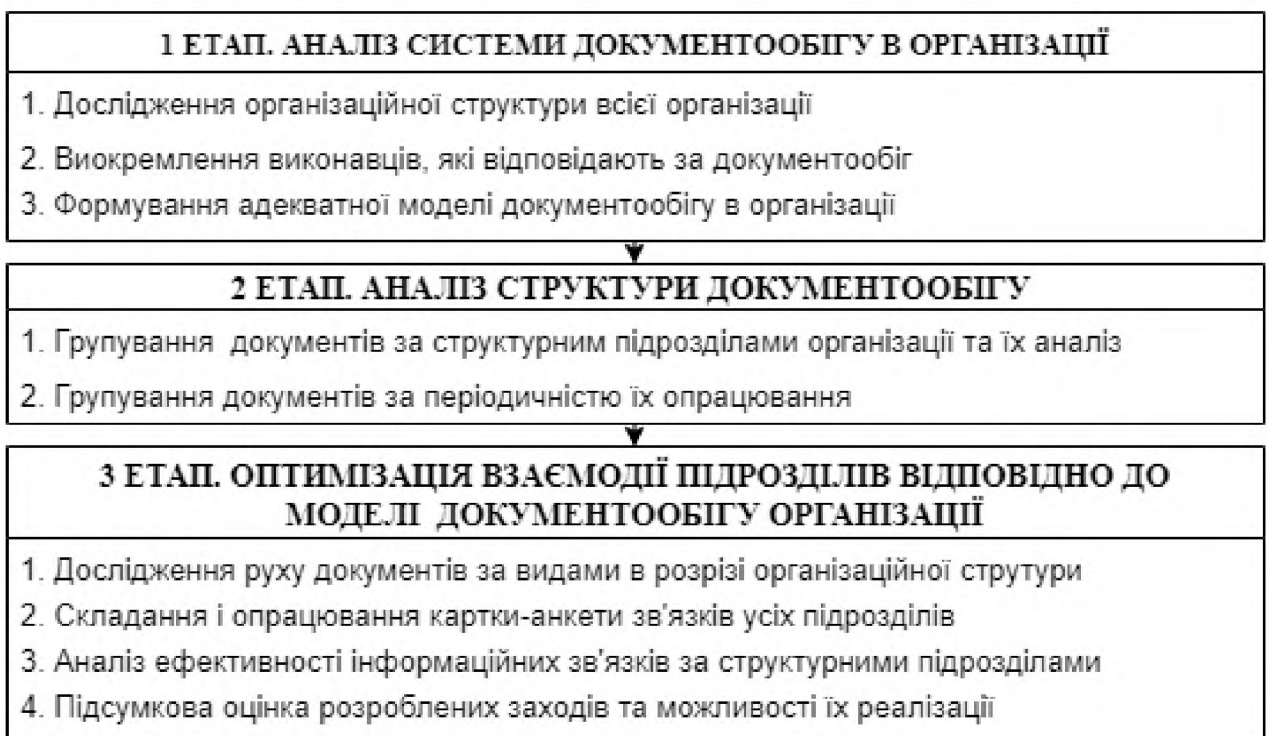 1 ЕТАП. АНАЛІЗ СИСТЕМИ ДОКУМЕНТООБІГУ В ОРГАНІЗАЦІЇ
1. Дослідження організаційної структури всієї організації
2. Виокремлення виконавців, які відповідають за документообіг
3. Формування адекватної моделі документообігу в організації
2 ЕТАП. АНАЛІЗ СТРУКТУРИ ДОКУМЕНТООБІГУ
1. Групування документів за структурним підрозділами організації та їх аналіз
2. Групування документів за періодичністю їх опрацювання
3 ЕТАП. ОПТИМІЗАЦІЯ ВЗАЄМОДІЇ ПІДРОЗДІЛІВ ВІДПОВІДНО ДО
МОДЕЛІ ДОКУМЕНТООБІГУ ОРГАНІЗАЦІЇ
1. Дослідження руху документів за видами в розрізі організаційної струтури
2. Складання і опрацювання картки-анкети зв'язків усіх підрозділів
3. Аналіз ефективності інформаційних зв'язків за структурними підрозділами
4. Підсумкова оцінка розроблених заходів та можливості їх реалізації